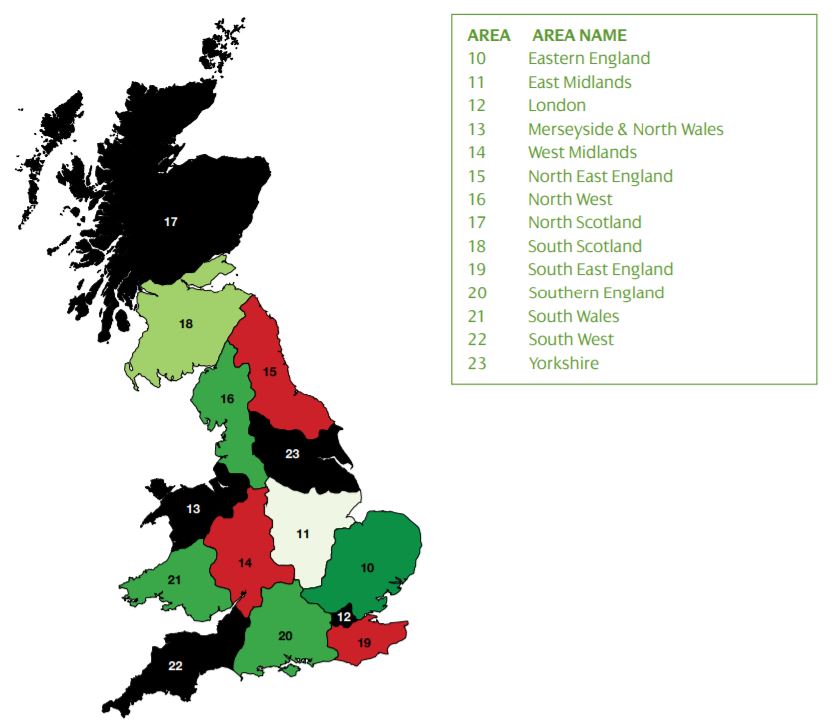 AREA AREA NAME
10 Eastern England
11 East Midlands
12 London
13 Merseyside & North Wales
14 West Midlands
15 North East England
16 North West
17 North Scotland
18 South Scotland
19 South East England
20 Southern England
21 South Wales
22 South West
23 Yorkshire
17
18
15
16
23
13
11
14
10
21
12
20
19
22